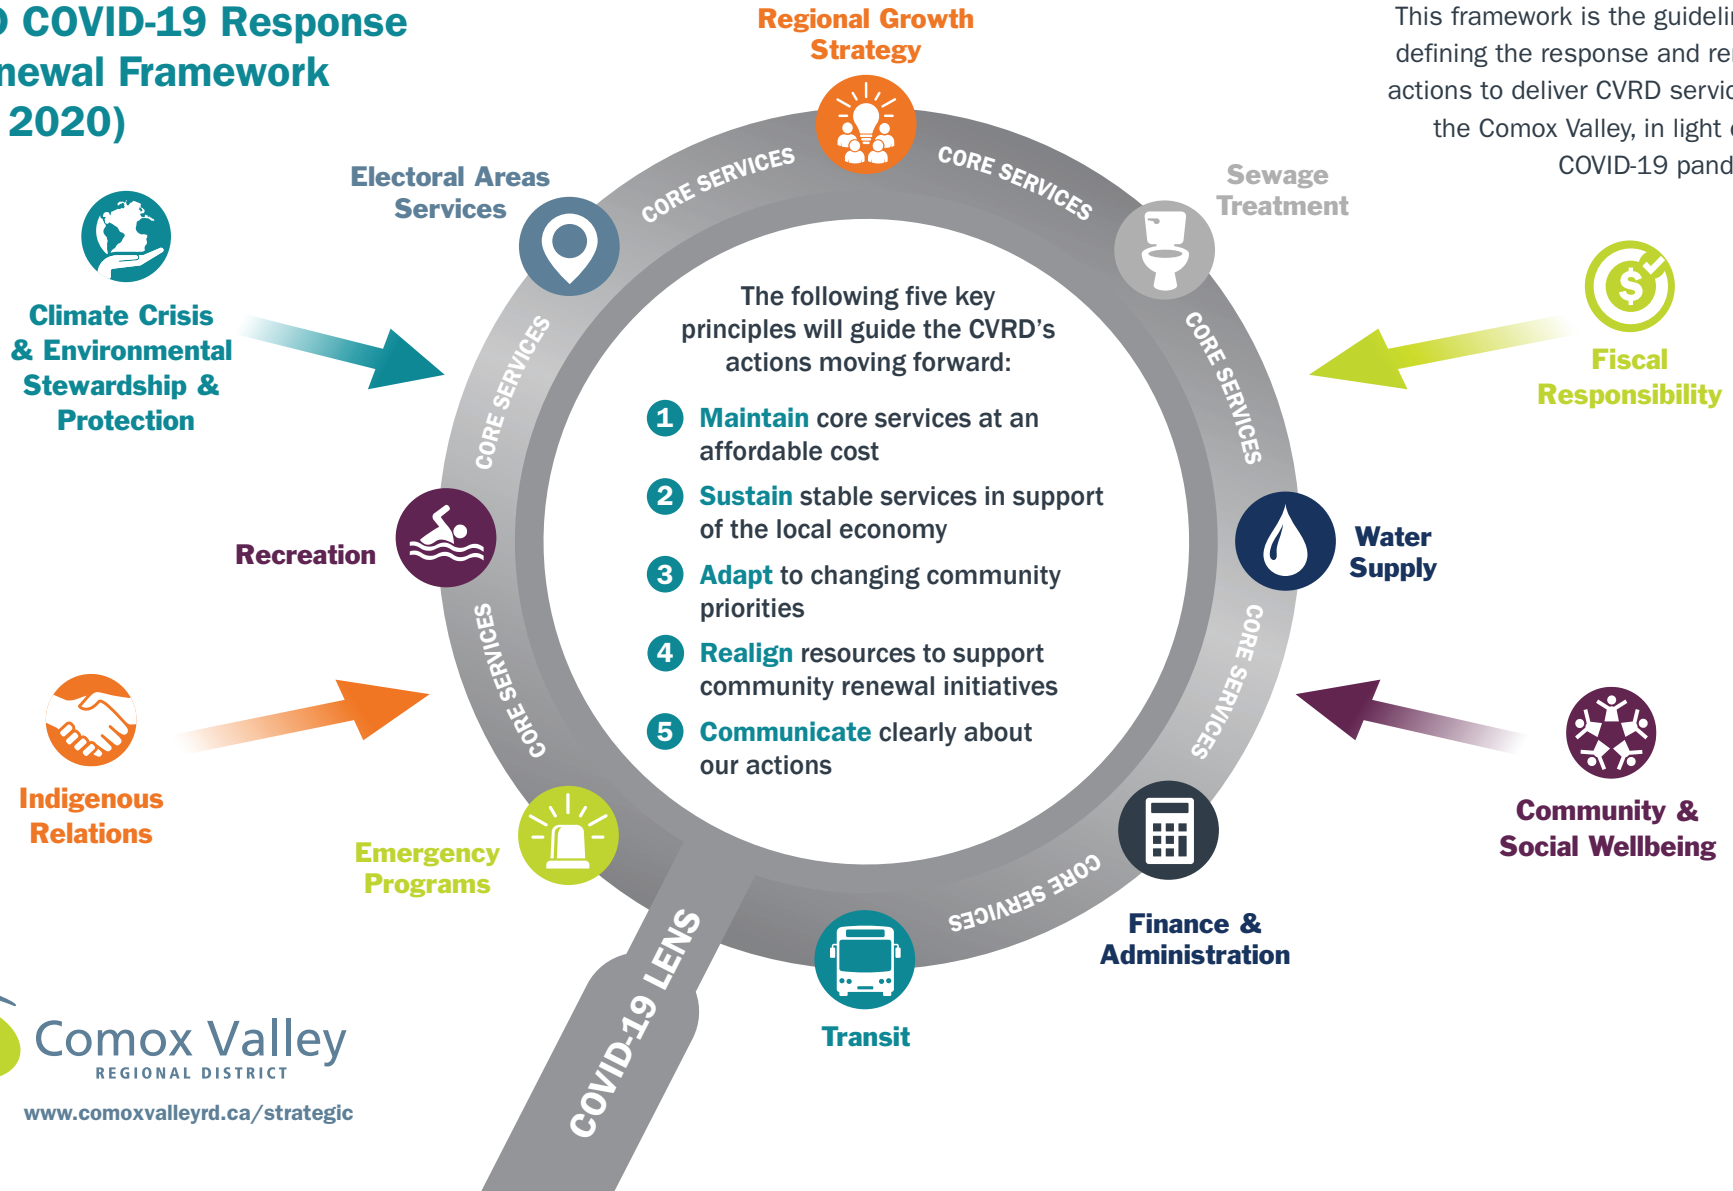 COVID-19 Response
Framework
2020)
This framework is the
defining the response and
actions to deliver CVRD
the Comox Valley, in light
COVID-19
Regional Growth
Strategy
Electoral Areas
Services
Sewage
Treatment
CORE SERVICES
CORE SERVICES
CORE SERVICES
CORE SERVICES
CORE SERVICES
CORE SERVICES
CORE SERVICES
Climate Crisis
& Environmental
Stewardship &
Protection
Fiscal
Responsibility
Recreation
Water
Supply
The following five key
principles will guide the CVRD’s
actions moving forward:
1 Maintain core services at an
affordable cost
2 Sustain stable services in support
of the local economy
3 Adapt to changing community
priorities
4 Realign resources to support
community renewal initiatives
5 Communicate clearly about
our actions
Indigenous
Relations
Community &
Social Wellbeing
Emergency
Programs
Finance &
Administration
Transit
COVID-19 LENS
Comox Valley
REGIONAL DISTRICT
www.comoxvalleyrd.ca/strategic